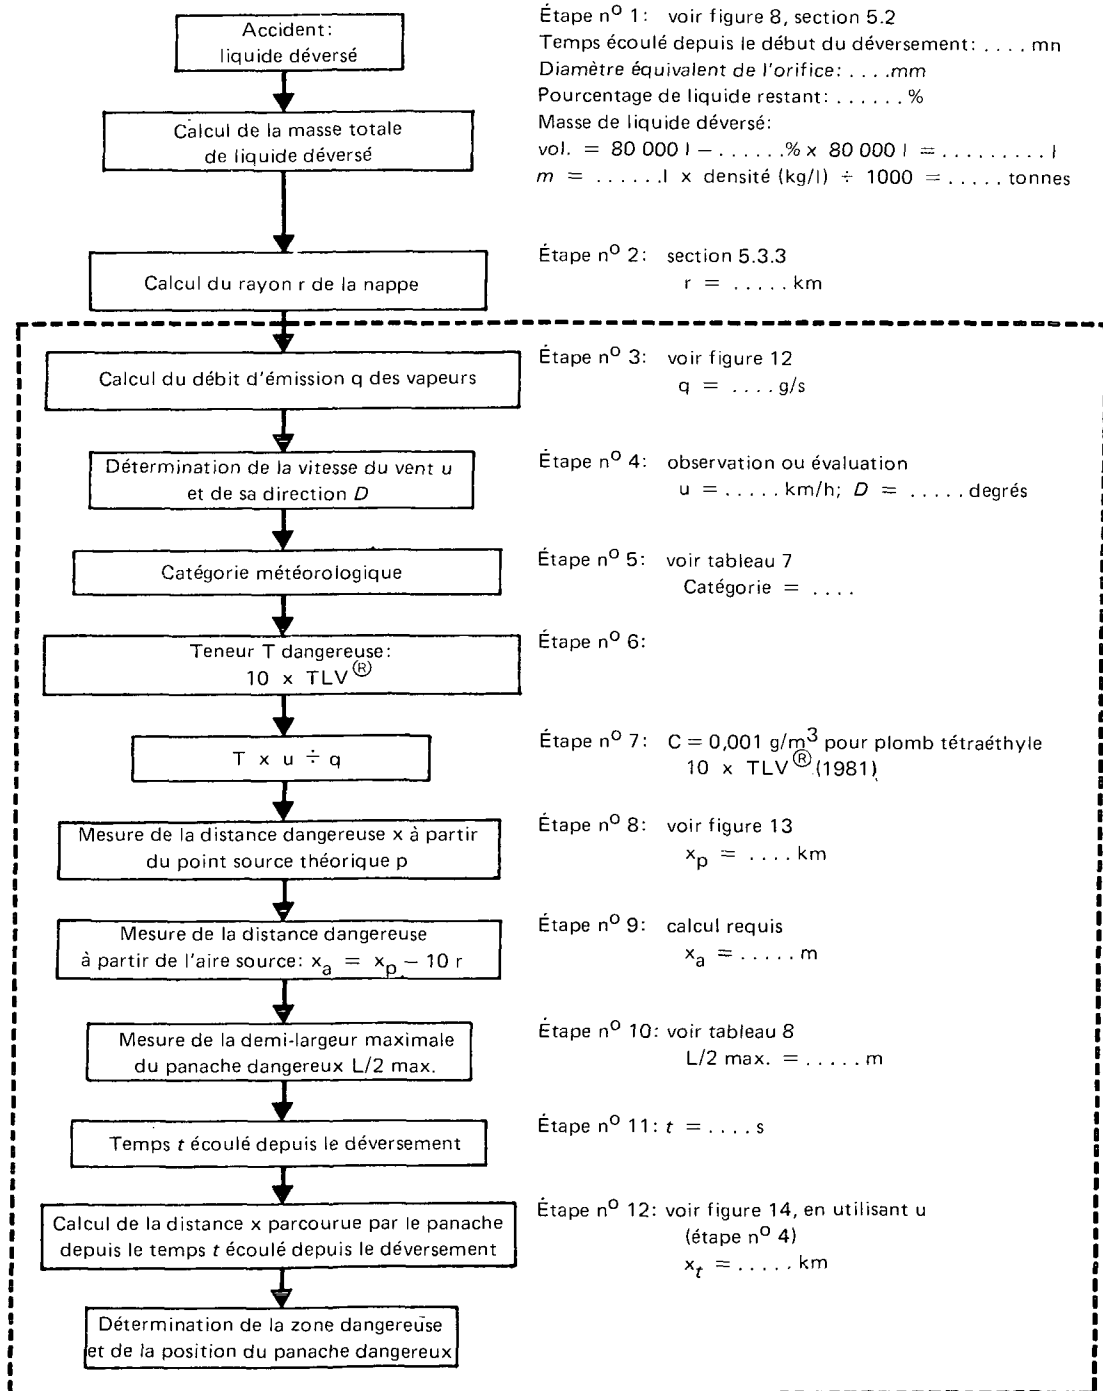 Accident:
liquide déversé
Étape nº 1: voir figure 8, section 5.2
Temps écoulé depuis le début du déversement: . . . . mn
Diamètre équivalent de l'orifice: . . . .mm
Pourcentage de liquide restant: . . . . . . %
Calcul de la masse totale
de liquide déversé
Masse de liquide déversé:
vol. = 80 000 l – . . . . . .% x 80 000 l = . . . . . . . . . l
m = . . . . . .l x densité (kg/l) ÷ 1000 = . . . . . tonnes
Calcul du rayon r de la nappe
Étape nº 2: section 5.3.3
r = . . . . . km
Calcul du débit d'émission q des vapeurs
Étape nº 3: voir figure 12
q = . . . . g/s
Détermination de la vitesse du vent u
et de sa direction D
Étape nº 4: observation ou évaluation
u = . . . . . km/h; D = . . . . . degrés
Catégorie météorologique
Étape nº 5: voir tableau 7
Catégorie = . . . .
Teneur T dangereuse:
10 x TLV®
Étape nº 6:
T x u ÷ q
Étape nº 7: C = 0,001 g/m³ pour plomb tétraéthyle
10 x TLV® (1981)
Mesure de la distance dangereuse x à partir
du point source théorique p
Étape nº 8: voir figure 13
xp = . . . . km
Mesure de la distance dangereuse
à partir de l'aire source: xa = xp – 10 r
Étape nº 9: calcul requis
xa = . . . . . m
Mesure de la demi-largeur maximale
du panache dangereux L/2 max.
Étape nº 10: voir tableau 8
L/2 max. = . . . . . m
Temps t écoulé depuis le déversement
Étape nº 11: t = . . . . s
Calcul de la distance x parcourue par le panache
depuis le temps t écoulé depuis le déversement
Étape nº 12: voir figure 14, en utilisant u
(étape nº 4)
xt = . . . . . km
Détermination de la zone dangereuse
et de la position du panache dangereux